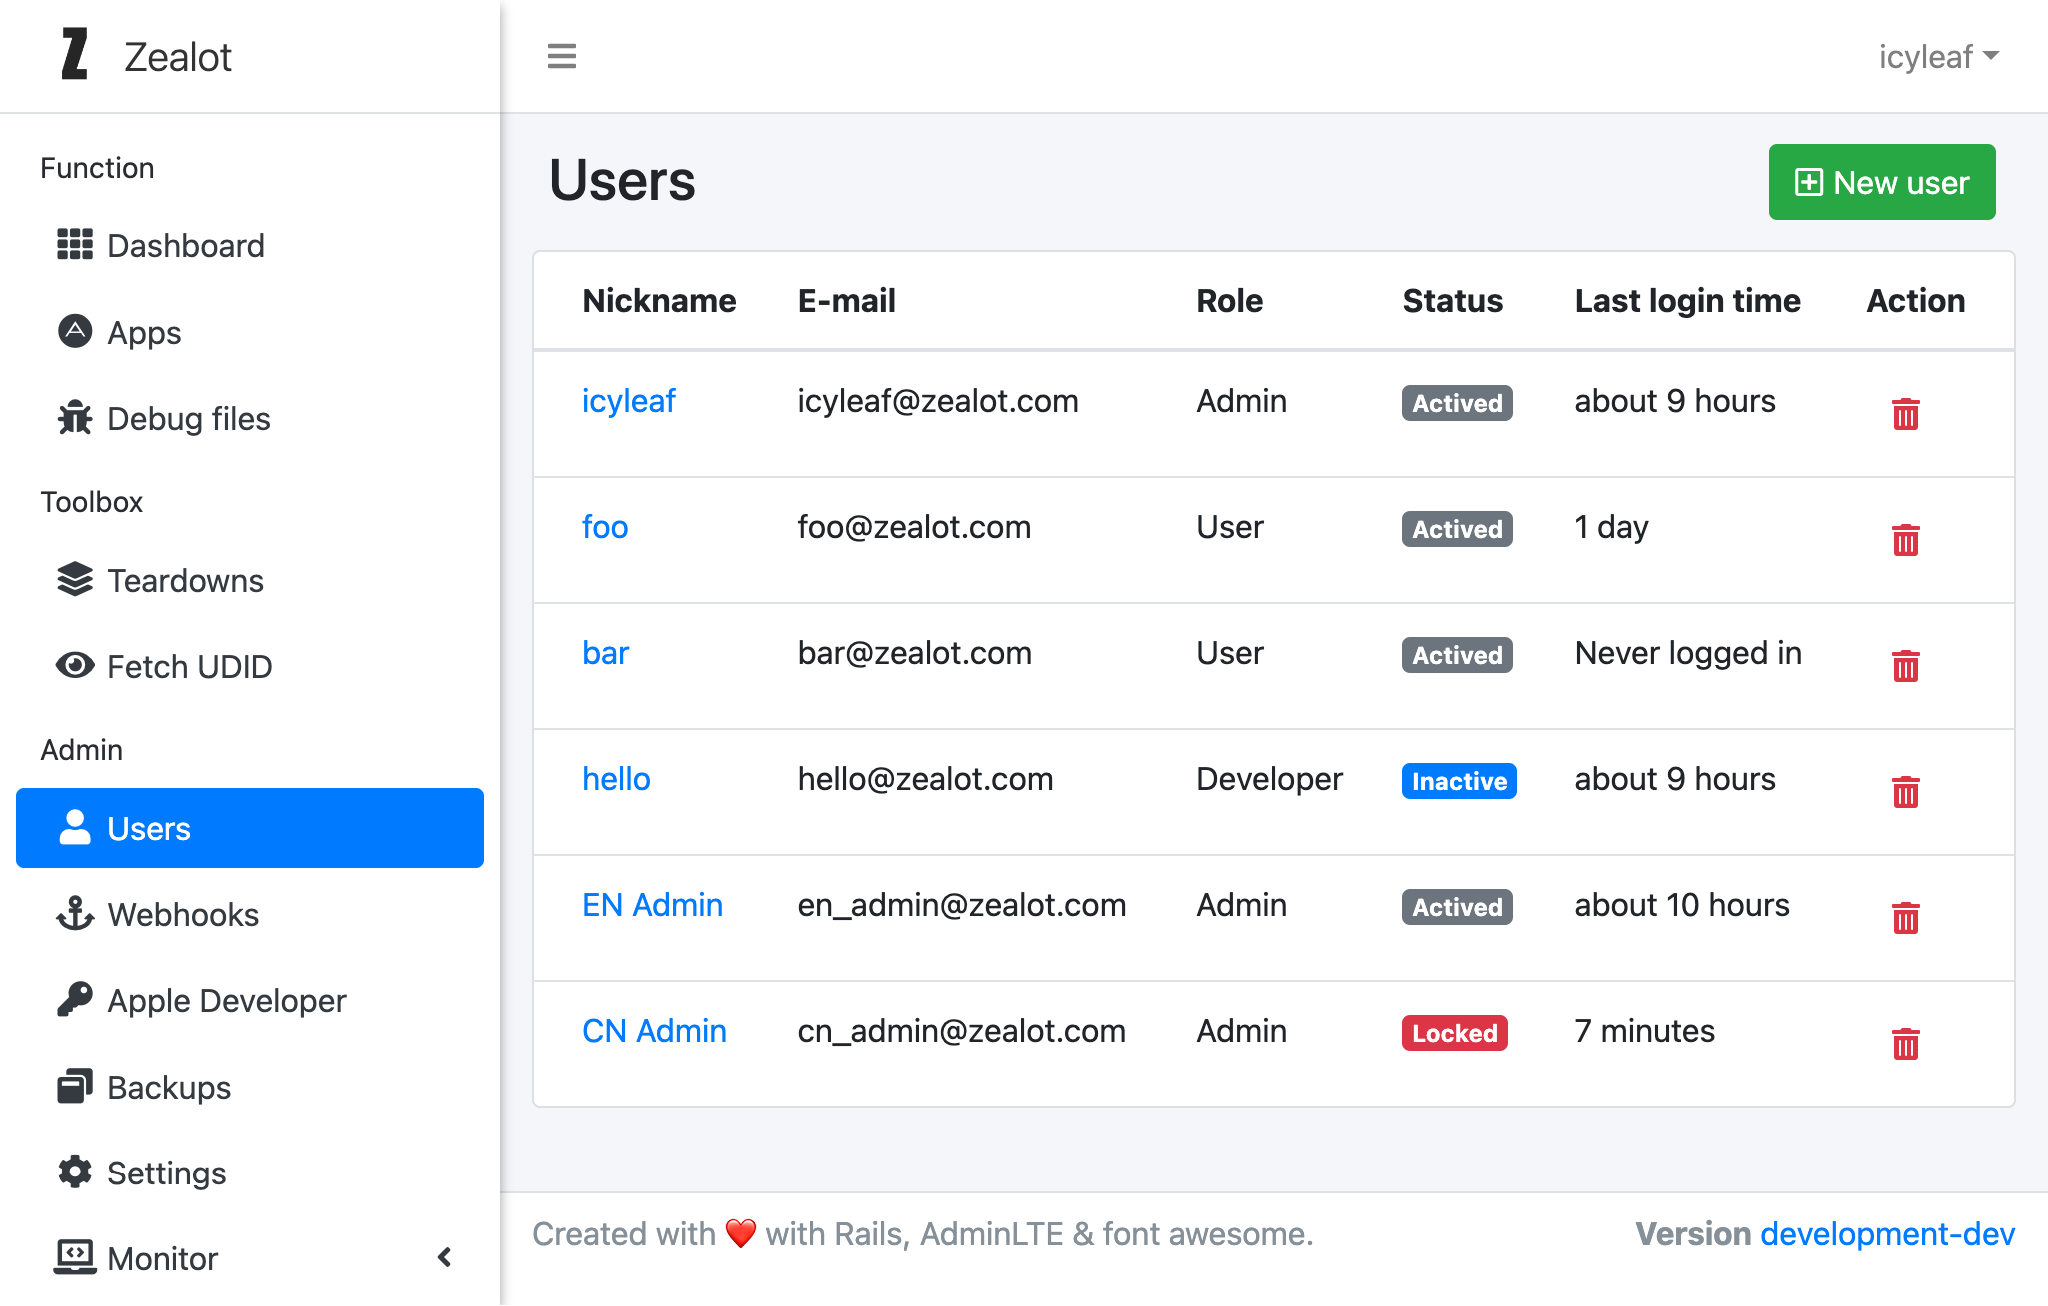 Z Zealot
icyleaf
Function
Dashboard
Apps
Debug files
Toolbox
Teardowns
Fetch UDID
Admin
Users
Webhooks
Apple Developer
Backups
Settings
Monitor
Users
New user
Nickname E-mail Role Status Last login time Action
icyleaf icyleaf@zealot.com Admin Actived about 9 hours
foo foo@zealot.com User Actived 1 day
bar bar@zealot.com User Actived Never logged in
hello hello@zealot.com Developer Inactive about 9 hours
EN Admin en_admin@zealot.com Admin Actived about 10 hours
CN Admin cn_admin@zealot.com Admin Locked 7 minutes
Created with ❤️ with Rails, AdminLTE & font awesome.
Version development-dev